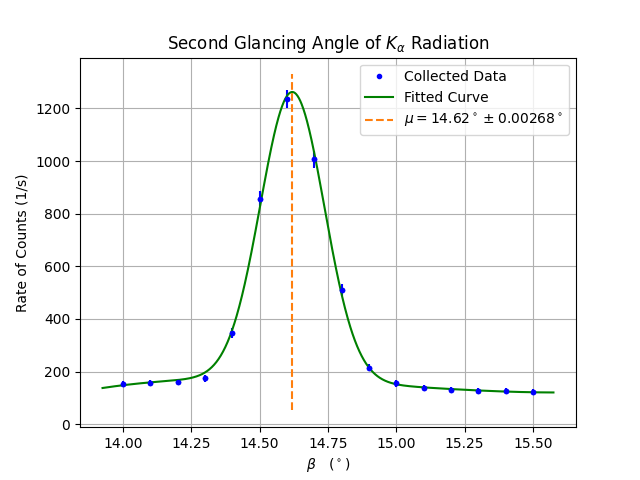 Second Glancing Angle of Kα Radiation
Collected Data
Fitted Curve
μ = 14.62° ± 0.00268°
Rate of Counts (1/s)
1200
1000
800
600
400
200
0
14.00 14.25 14.50 14.75 15.00 15.25 15.50
β (°)